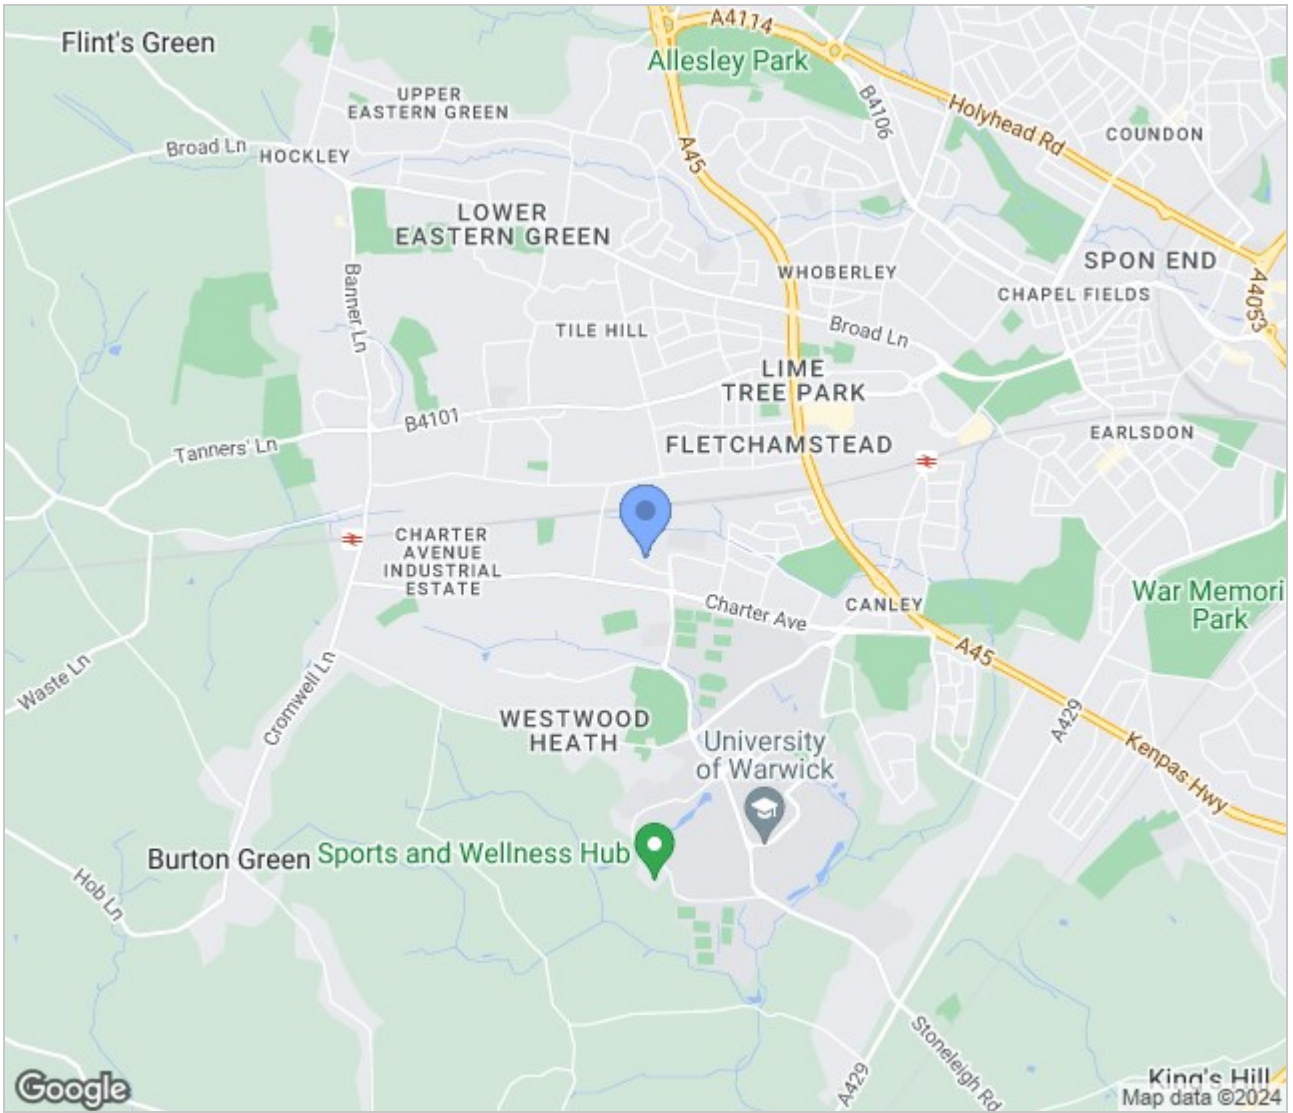 A4114
Flint's Green
Allesley Park
UPPER
EASTERN GREEN
B4106
Holyhead Rd
COUNDON
Broad Ln
HOCKLEY
A45
LOWER
EASTERN GREEN
SPON END
WHOBERLEY
CHAPEL FIELDS
A4053
Banner Ln
TILE HILL
Broad Ln
LIME
TREE PARK
B4101
EARLSDON
Tanners' Ln
FLETCHAMSTEAD
CHARTER
AVENUE
INDUSTRIAL
ESTATE
War Memori
Park
Charter Ave
CANLEY
A45
Waste Ln
Cromwell Ln
WESTWOOD
HEATH
A429
University
of Warwick
Kenpas Hwy
Burton Green
Sports and Wellness Hub
Hob Ln
Stoneleigh Rd
A429
King's Hill
Google
Map data ©2024